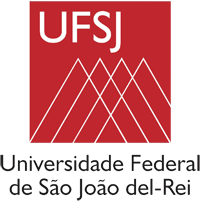 UFSJ
Universidade Federal
de São João del-Rei